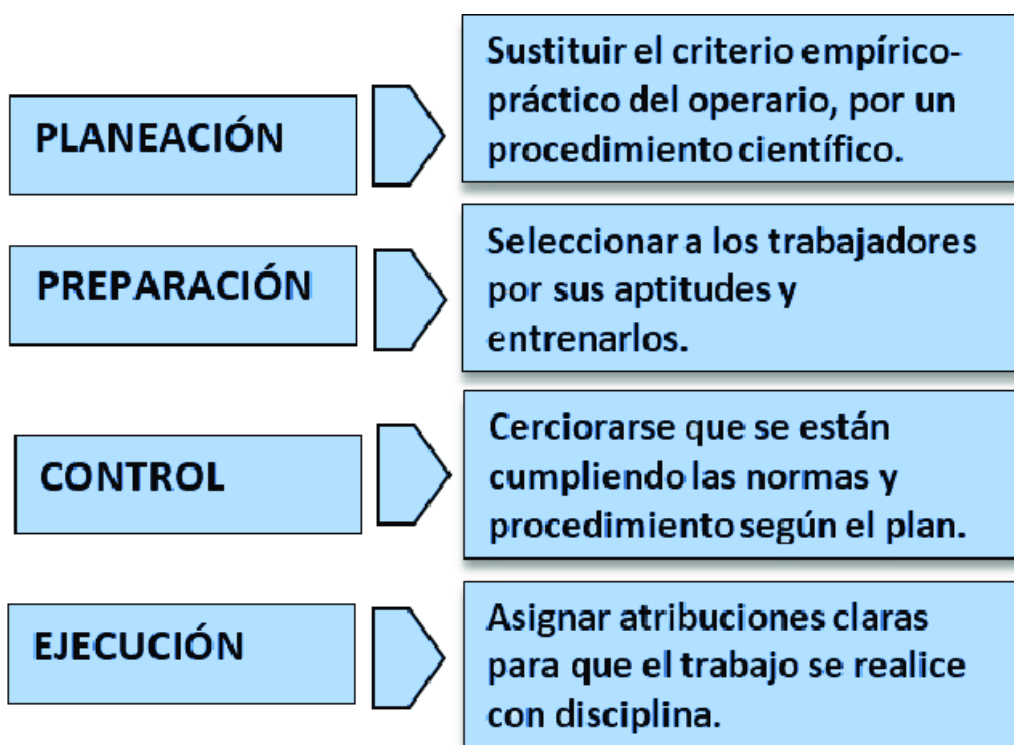 PLANEACIÓN
Sustituir el criterio empírico-
práctico del operario, por un
procedimiento científico.
PREPARACIÓN
Seleccionar a los trabajadores
por sus aptitudes y
entrenarlos.
CONTROL
Cerciorarse que se están
cumpliendo las normas y
procedimiento según el plan.
EJECUCIÓN
Asignar atribuciones claras
para que el trabajo se realice
con disciplina.